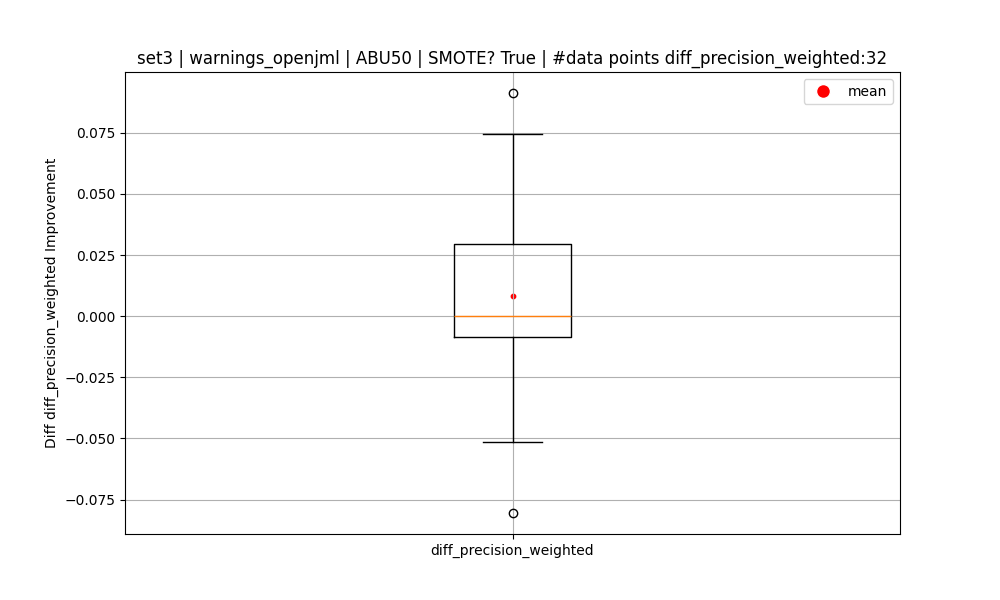 set3 | warnings_openjml | ABU50 | SMOTE? True | #data points diff_precision_weighted:32
mean
Diff diff_precision_weighted Improvement
0.075
0.050
0.025
0.000
−0.025
−0.050
−0.075
diff_precision_weighted